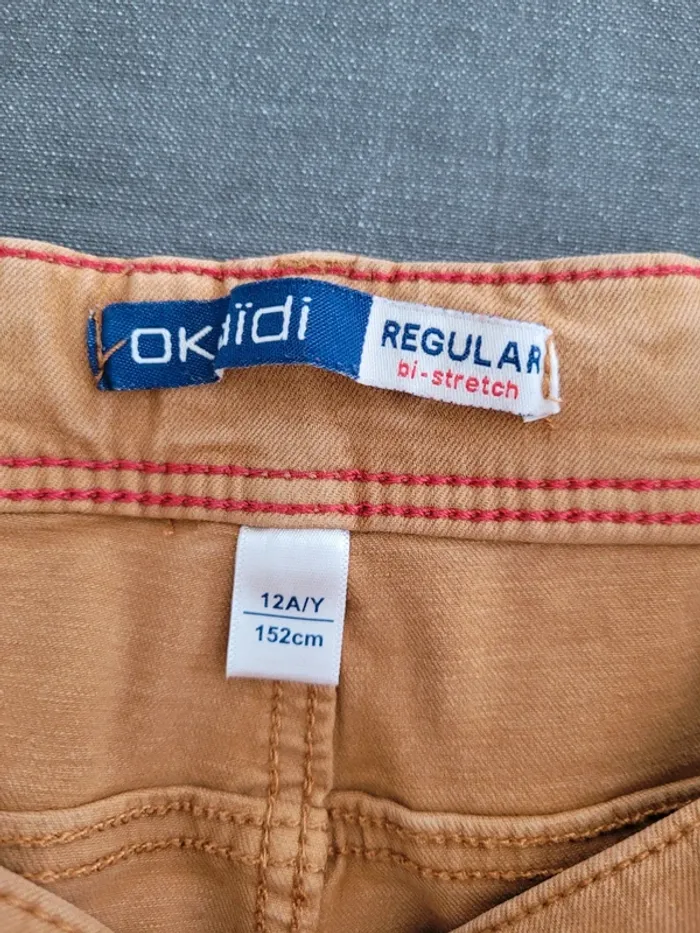 OKaïdi
REGULAR
bi-stretch
12A/Y
152cm